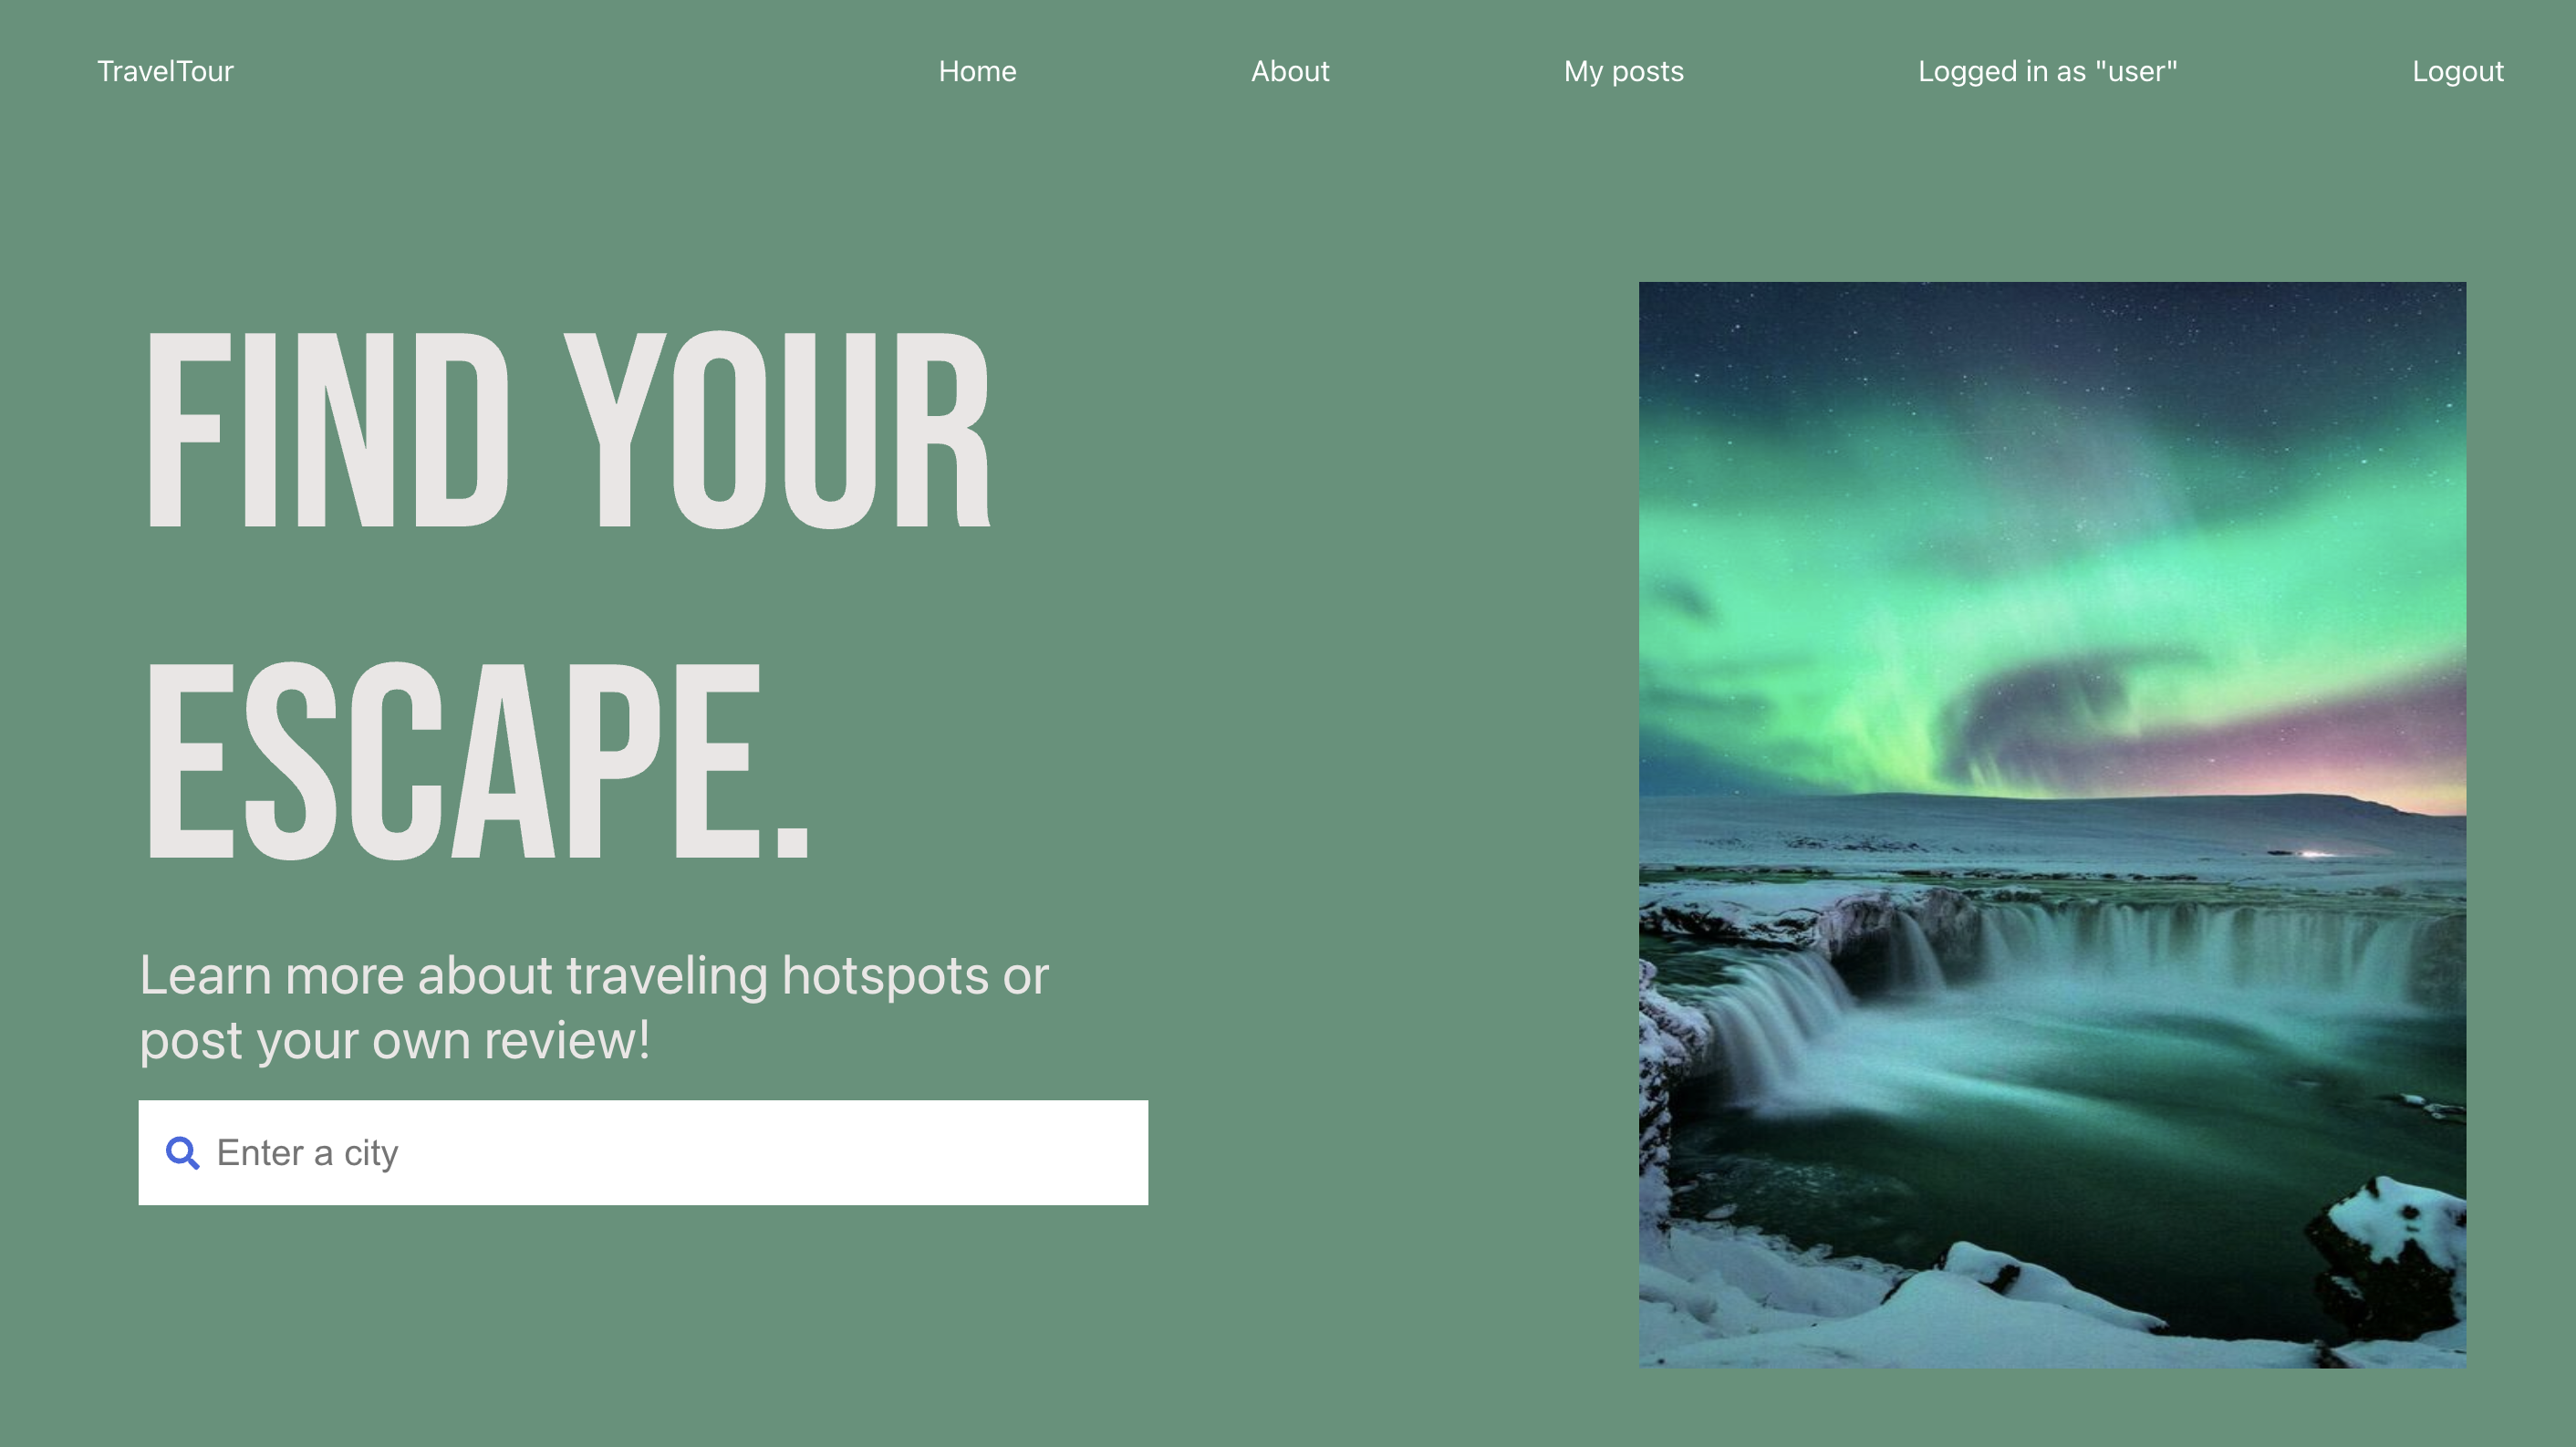 TravelTour Home About My posts Logged in as "user" Logout
FIND YOUR
ESCAPE.
Learn more about traveling hotspots or
post your own review!
Enter a city